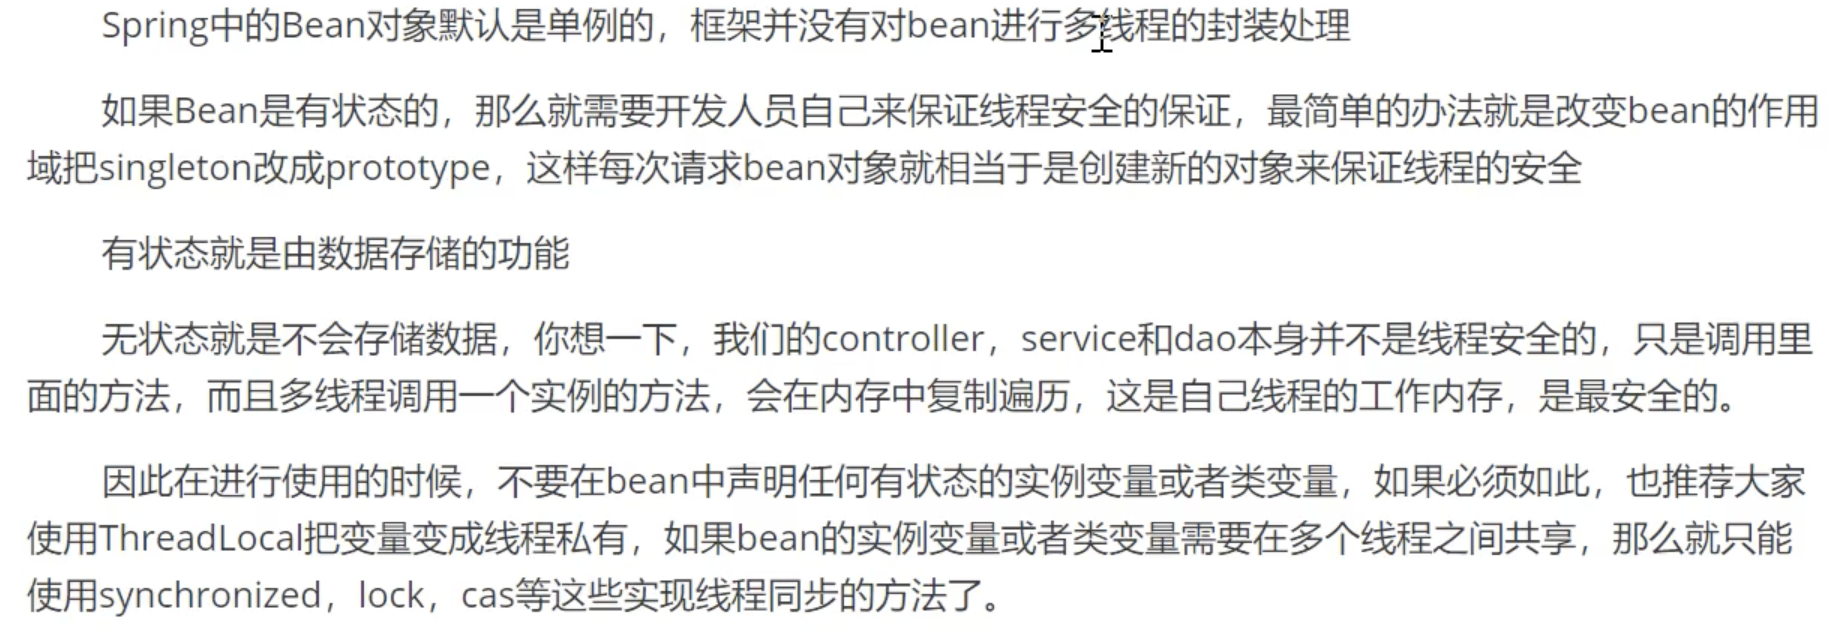 Spring中的Bean对象默认是单例的，框架并没有对bean进行多线程的封装处理
如果Bean是有状态的，那么就需要开发人员自己来保证线程安全的保证，最简单的办法就是改变bean的作用
域把singleton改成prototype，这样每次请求bean对象就相当于是创建新的对象来保证线程的安全
有状态就是由数据存储的功能
无状态就是不会存储数据，你想一下，我们的controller，service和dao本身并不是线程安全的，只是调用里
面的方法，而且多线程调用一个实例的方法，会在内存中复制遍历，这是自己线程的工作内存，是最安全的。
因此在进行使用的时候，不要在bean中声明任何有状态的实例变量或者类变量，如果必须如此，也推荐大家
使用ThreadLocal把变量变成线程私有，如果bean的实例变量或者类变量需要在多个线程之间共享，那么就只能
使用synchronized，lock，cas等这些实现线程同步的方法了。